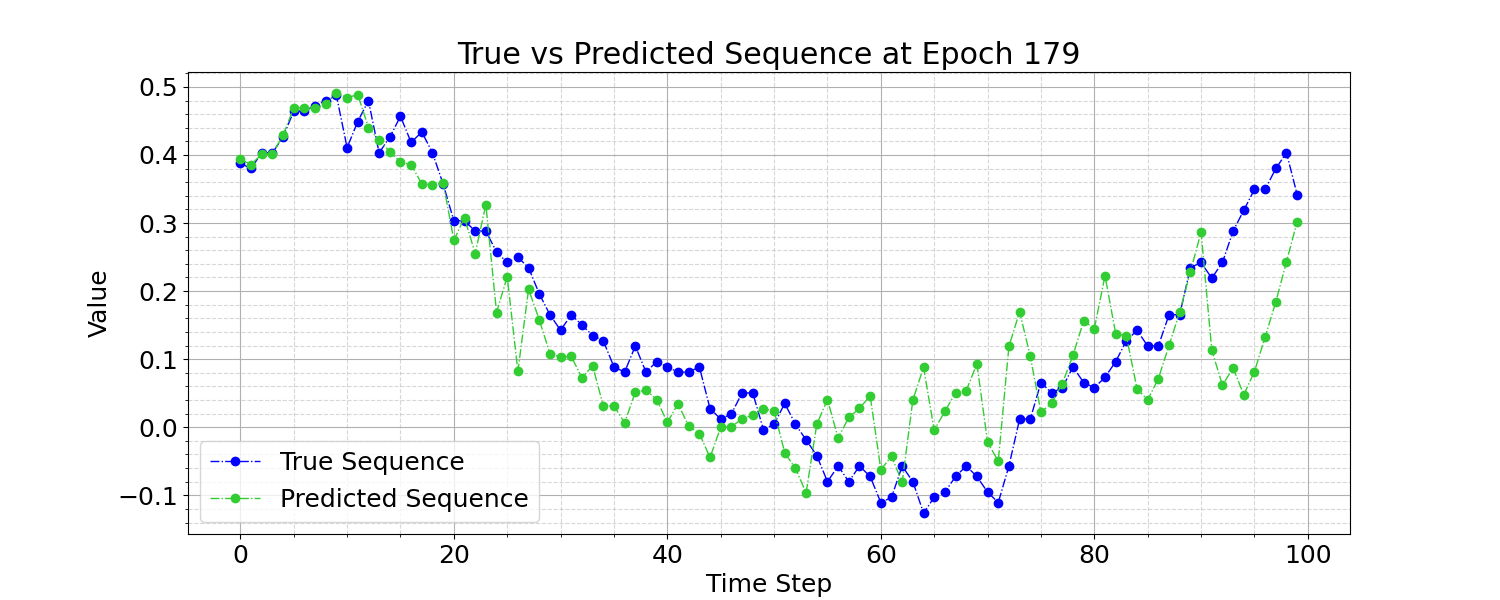 True vs Predicted Sequence at Epoch 179
0.5
0.4
0.3
0.2
0.1
0.0
−0.1
Value
True Sequence
Predicted Sequence
0 20 40 60 80 100
Time Step